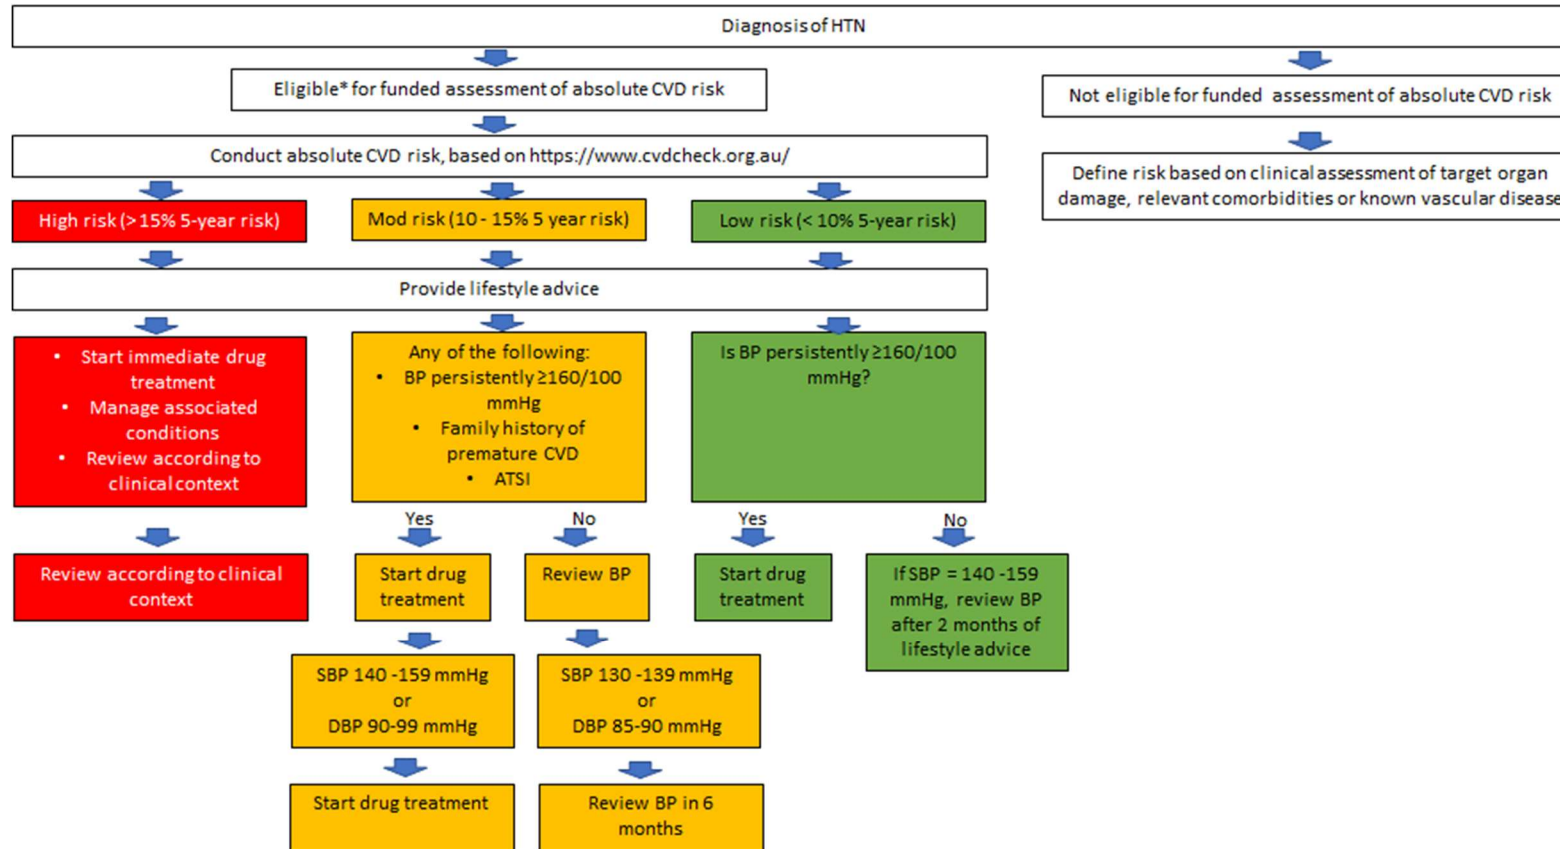 Diagnosis of HTN
Eligible* for funded assessment of absolute CVD risk
Not eligible for funded assessment of absolute CVD risk
Conduct absolute CVD risk, based on https://www.cvdcheck.org.au/
Define risk based on clinical assessment of target organ
damage, relevant comorbidities or known vascular disease
High risk (> 15% 5-year risk)
Mod risk (10 - 15% 5 year risk)
Low risk (< 10% 5-year risk)
Provide lifestyle advice
• Start immediate drug
treatment
• Manage associated
conditions
• Review according to
clinical context
Any of the following:
• BP persistently ≥160/100
mmHg
• Family history of
premature CVD
• ATSI
Is BP persistently ≥160/100
mmHg?
Yes
No
Yes
No
Review according to clinical
context
Start drug
treatment
Review BP
Start drug
treatment
If SBP = 140 -159
mmHg, review BP
after 2 months of
lifestyle advice
SBP 140 -159 mmHg
or
DBP 90-99 mmHg
SBP 130 -139 mmHg
or
DBP 85-90 mmHg
Start drug treatment
Review BP in 6
months